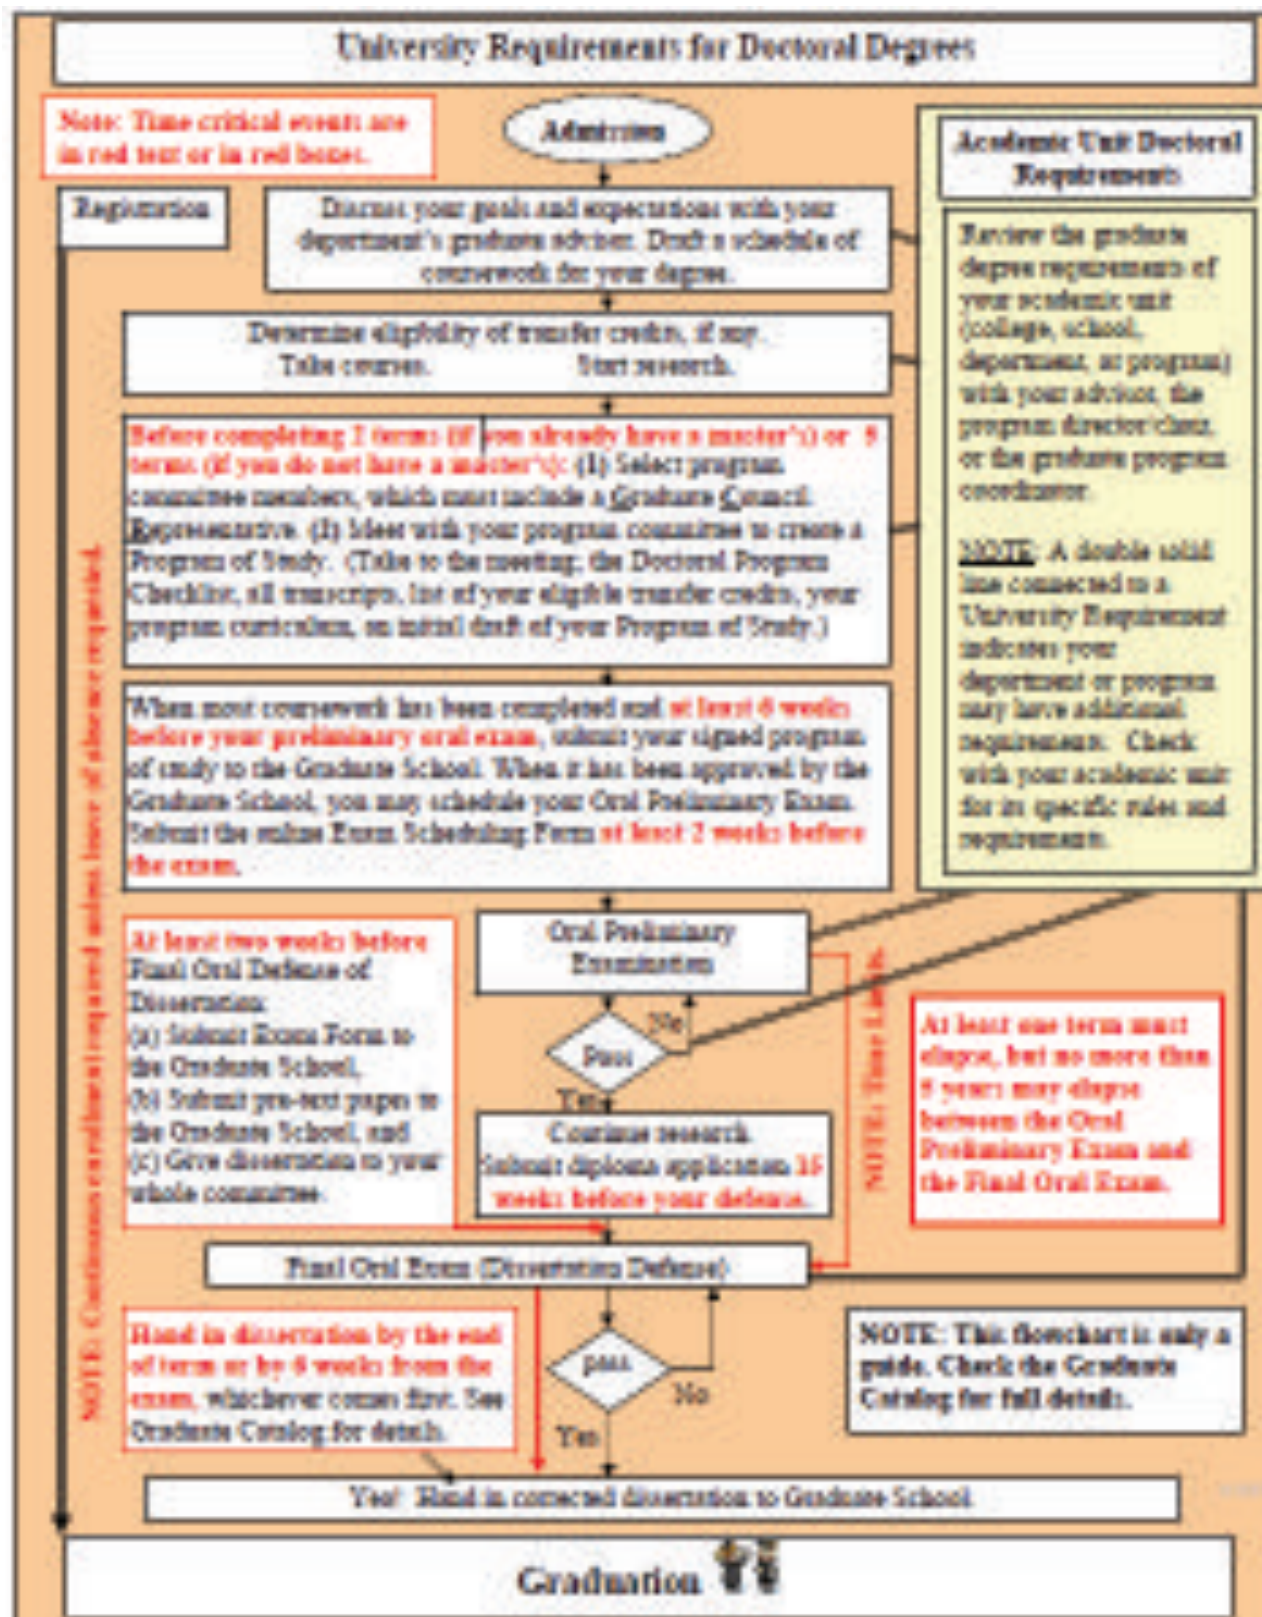 University Requirements for Doctoral Degrees
Note: Time critical events are
in red text or in red boxes.
Admission
Registration
Discuss your goals and expectations with your
department's graduate adviser. Draft a schedule of
coursework for your degree.
Determine eligibility of transfer credits, if any.
Take courses. Start research.
Before completing 2 terms (if you already have a master's) or 5
terms (if you do not have a master's): (1) Select program
committee members, which must include a Graduate Council
Representative. (2) Meet with your program committee to create a
Program of Study. (Take to the meeting, the Doctoral Program
Checklist, all transcripts, list of your eligible transfer credits, your
program curriculum, an initial draft of your Program of Study.)
When most coursework has been completed and at least 6 weeks
before your preliminary oral exam, submit your signed program
of study to the Graduate School. When it has been approved by the
Graduate School, you may schedule your Oral Preliminary Exam.
Submit the online Exam Scheduling Form at least 2 weeks before
the exam.
Academic Unit Doctoral
Requirements
Review the graduate
degree requirements of
your academic unit
(college, school,
department, or program)
with your advisor, the
program director/chair,
or the graduate program
coordinator.
NOTE: A double solid
line connected to a
University Requirement
indicates your
department or program
may have additional
requirements. Check
with your academic unit
for its specific rules and
requirements.
NOTE: Continuous enrollment required unless leave of absence requested.
At least two weeks before
Final Oral Defense of
Dissertation:
(a) Submit Exam Form to
the Graduate School,
(b) Submit pre-text pages to
the Graduate School, and
(c) Give dissertation to your
whole committee.
Oral Preliminary
Examination
No
Pass
Yes
Continue research.
Submit diploma application 15
weeks before your defense.
NOTE: Time Limits.
At least one term must
elapse, but no more than
5 years may elapse
between the Oral
Preliminary Exam and
the Final Oral Exam.
Final Oral Exam (Dissertation Defense)
Hand in dissertation by the end
of term or by 6 weeks from the
exam, whichever comes first. See
Graduate Catalog for details.
pass
No
Yes
NOTE: This flowchart is only a
guide. Check the Graduate
Catalog for full details.
Yes! Hand in corrected dissertation to Graduate School
Graduation